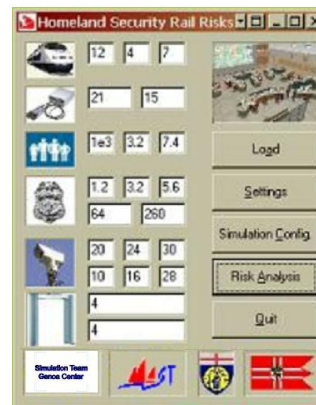 Homeland Security Rail Risks
12 4 7
21 15
Load
1e3 3.2 7.4
Settings
1.2 3.2 5.6
64 260
Simulation Config.
20 24 30
10 16 28
Risk Analysis
4
4
Quit
Simulation Team
Genoa Center